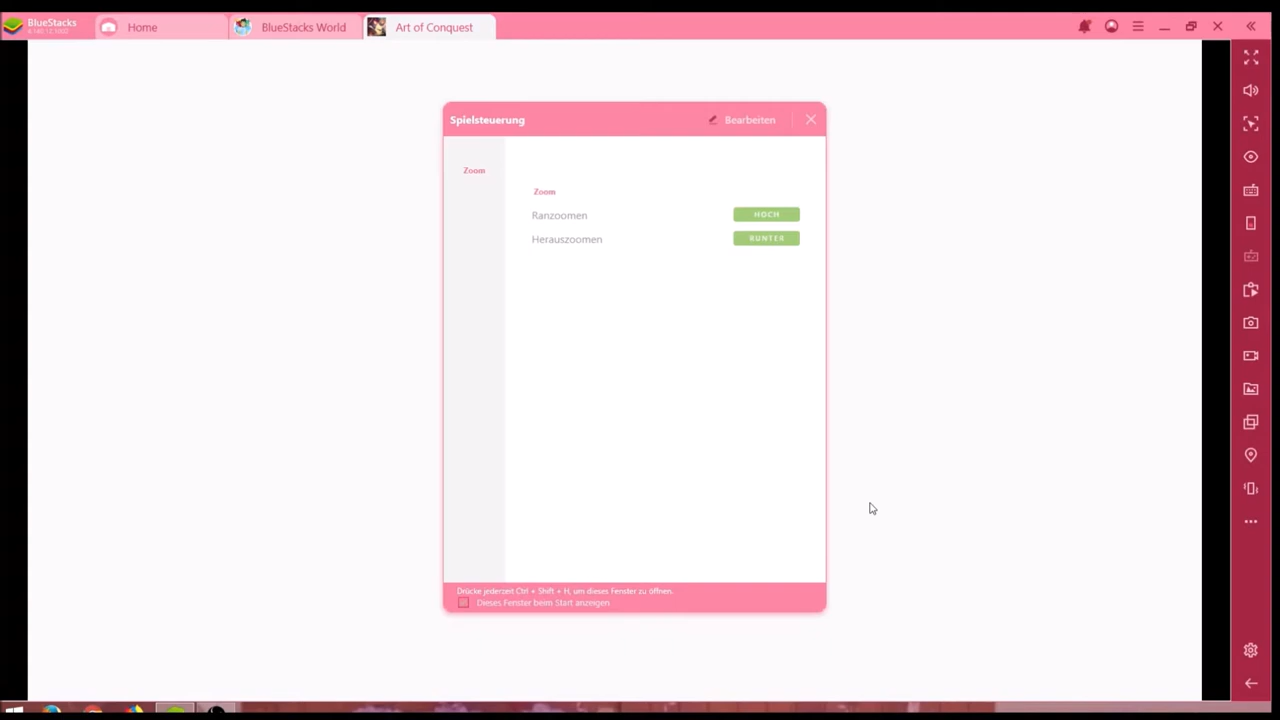 BlueStacks
Home
BlueStacks World
Art of Conquest
Spielsteuerung
Bearbeiten
Zoom
Zoom
Ranzoomen
HOCH
Herauszoomen
RUNTER
Drücke jederzeit Ctrl + Shift + H, um dieses Fenster zu öffnen.
Dieses Fenster beim Start anzeigen